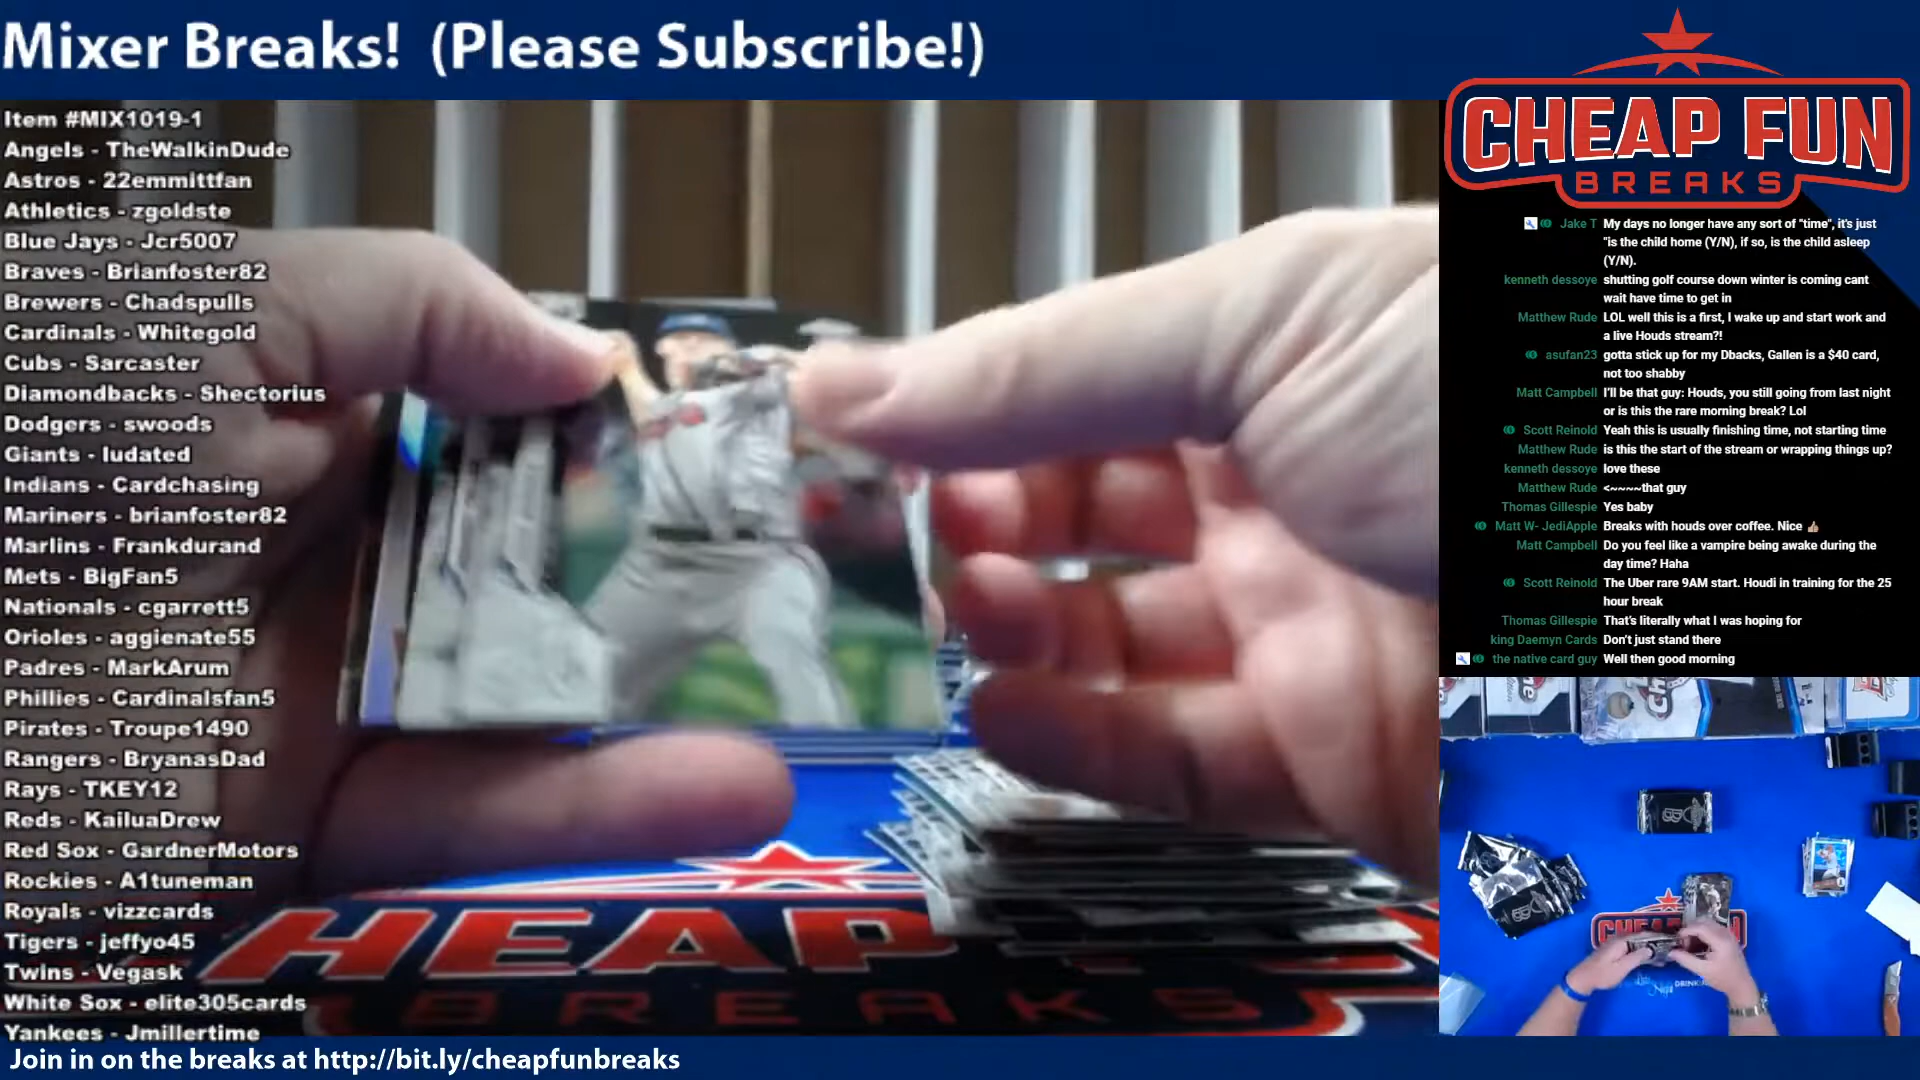 Mixer Breaks! (Please Subscribe!)
Item #MIX1019-1
Angels - TheWalkinDude
Astros - 22emmittfan
Athletics - zgoldste
Blue Jays - Jcr5007
Braves - Brianfoster82
Brewers - Chadspulls
Cardinals - Whitegold
Cubs - Sarcaster
Diamondbacks - Shectorius
Dodgers - swoods
Giants - ludated
Indians - Cardchasing
Mariners - brianfoster82
Marlins - Frankdurand
Mets - BigFan5
Nationals - cgarrett5
Orioles - aggienate55
Padres - MarkArum
Phillies - Cardinalsfan5
Pirates - Troupe1490
Rangers - BryanasDad
Rays - TKEY12
Reds - KailuaDrew
Red Sox - GardnerMotors
Rockies - A1tuneman
Royals - vizzcards
Tigers - jeffyo45
Twins - Vegask
White Sox - elite305cards
Yankees - Jmillertime
Join in on the breaks at http://bit.ly/cheapfunbreaks
HEAP
BREAKS
CHEAP FUN
BREAKS
Jake T My days no longer have any sort of "time", it's just
"is the child home (Y/N), if so, is the child asleep
(Y/N).
kenneth dessoye shutting golf course down winter is coming cant
wait have time to get in
Matthew Rude LOL well this is a first, I wake up and start work and
a live Houds stream?!
asufan23 gotta stick up for my Dbacks, Gallen is a $40 card,
not too shabby
Matt Campbell I'll be that guy: Houds, you still going from last night
or is this the rare morning break? Lol
Scott Reinold Yeah this is usually finishing time, not starting time
Matthew Rude is this the start of the stream or wrapping things up?
kenneth dessoye love these
Matthew Rude <~~~~that guy
Thomas Gillespie Yes baby
Matt W- JediApple Breaks with houds over coffee. Nice 👍🏽
Matt Campbell Do you feel like a vampire being awake during the
day time? Haha
Scott Reinold The Uber rare 9AM start. Houdi in training for the 25
hour break
Thomas Gillespie That's literally what I was hoping for
king Daemyn Cards Don't just stand there
the native card guy Well then good morning